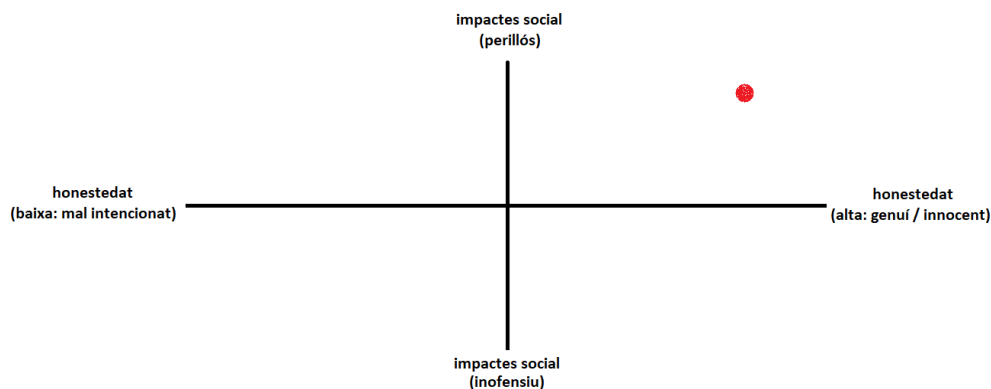 impactes social
(perillós)
honestedat
(baixa: mal intencionat)
honestedat
(alta: genuí / innocent)
impactes social
(inofensiu)